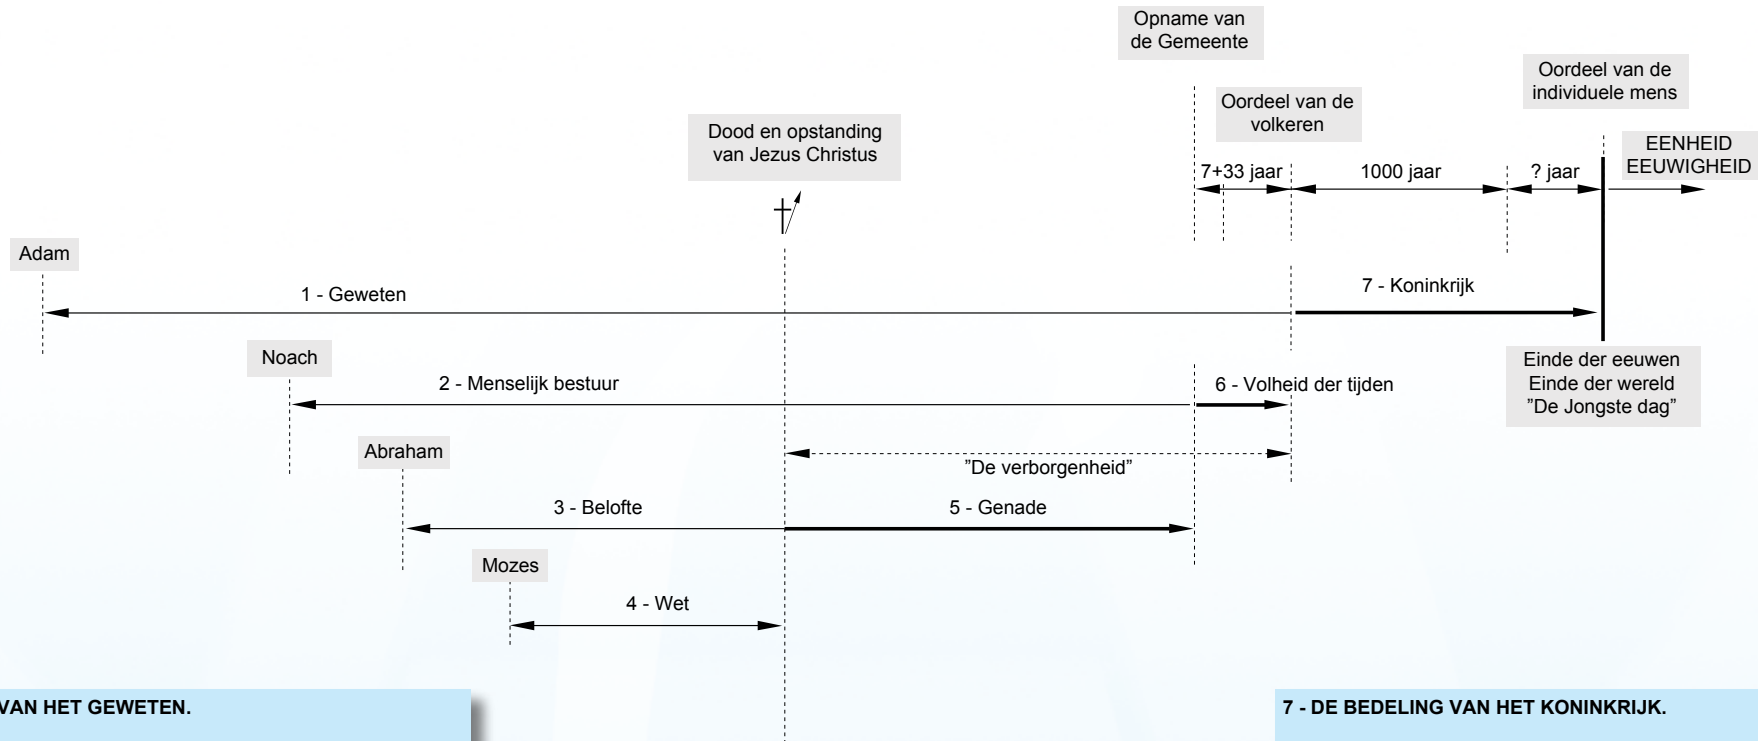 Opname van
de Gemeente
Oordeel van de
individuele mens
Oordeel van de
volkeren
Dood en opstanding
van Jezus Christus
EENHEID
EEUWIGHEID
7+33 jaar
1000 jaar
? jaar
Adam
1 - Geweten
7 - Koninkrijk
Noach
2 - Menselijk bestuur
6 - Volheid der tijden
Einde der eeuwen
Einde der wereld
”De Jongste dag”
Abraham
”De verborgenheid”
3 - Belofte
5 - Genade
Mozes
4 - Wet
VAN HET GEWETEN.
7 - DE BEDELING VAN HET KONINKRIJK.